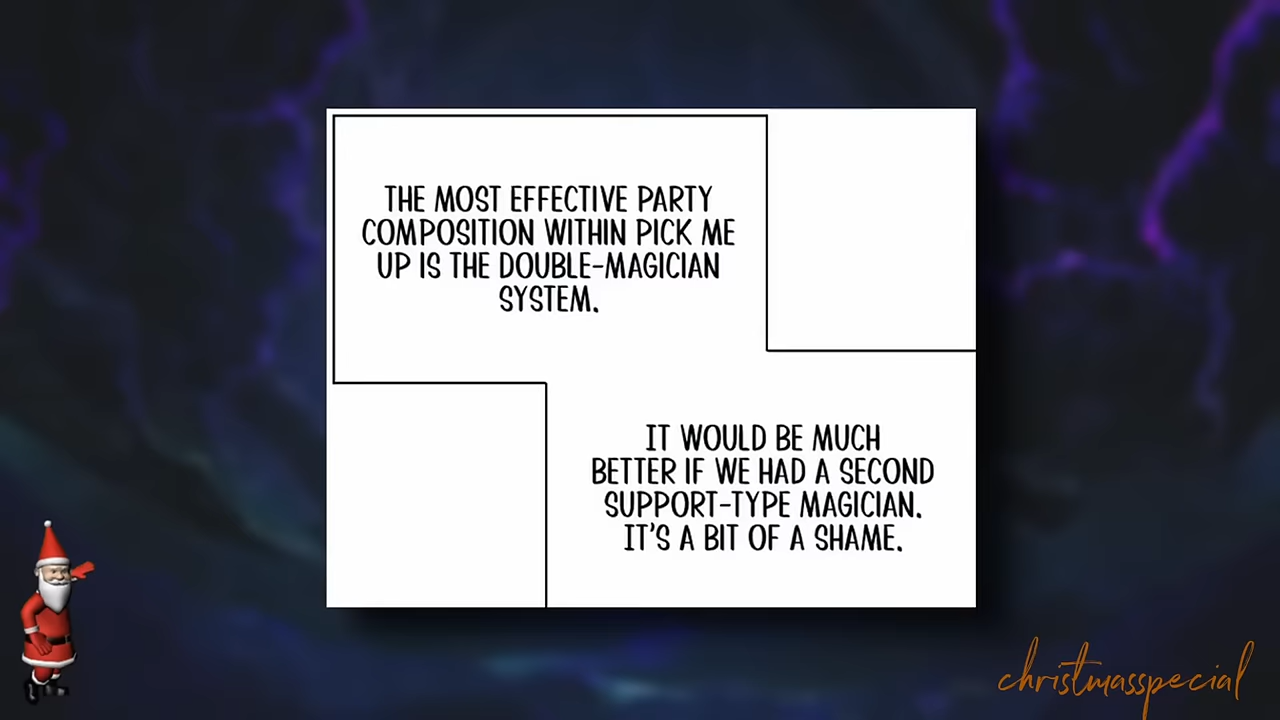 THE MOST EFFECTIVE PARTY
COMPOSITION WITHIN PICK ME
UP IS THE DOUBLE-MAGICIAN
SYSTEM.
IT WOULD BE MUCH
BETTER IF WE HAD A SECOND
SUPPORT-TYPE MAGICIAN.
IT'S A BIT OF A SHAME.
christmasspecial